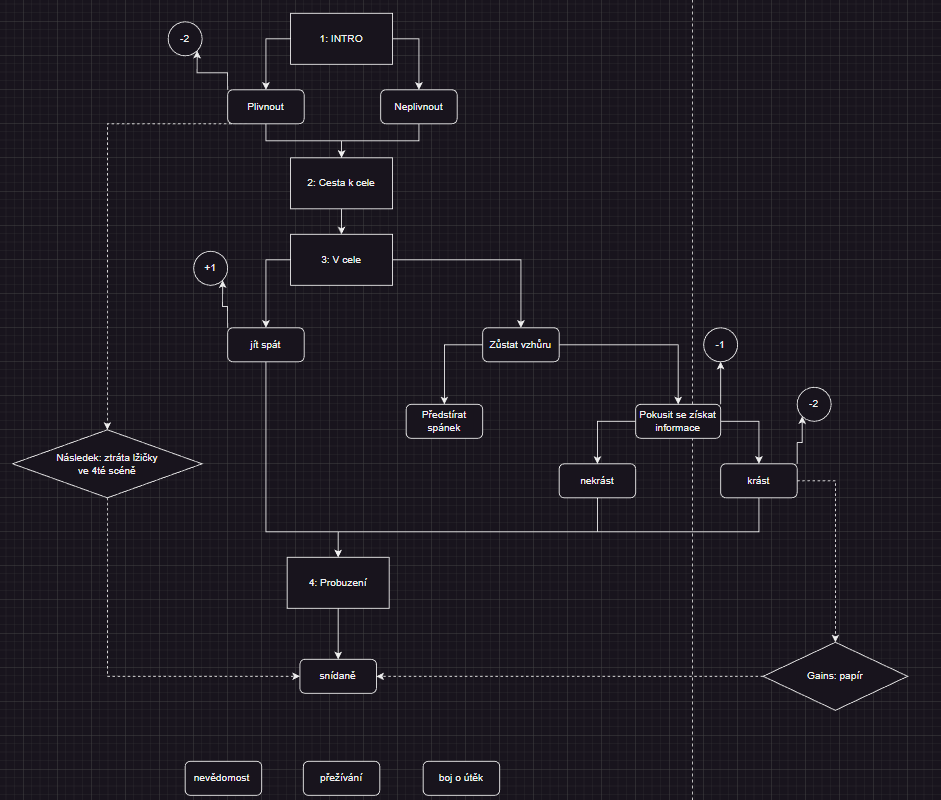 -2
1: INTRO
Plivnout
Neplivnout
2: Cesta k cele
3: V cele
+1
jít spát
Zůstat vzhůru
-1
Předstírat
spánek
Pokusit se získat
informace
-2
Následek: ztráta lžičky
ve 4té scéně
nekrást
krást
4: Probuzení
snídaně
Gains: papír
nevědomost
přežívání
boj o útěk